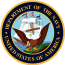 DEPARTMENT OF THE NAVY
UNITED STATES OF AMERICA